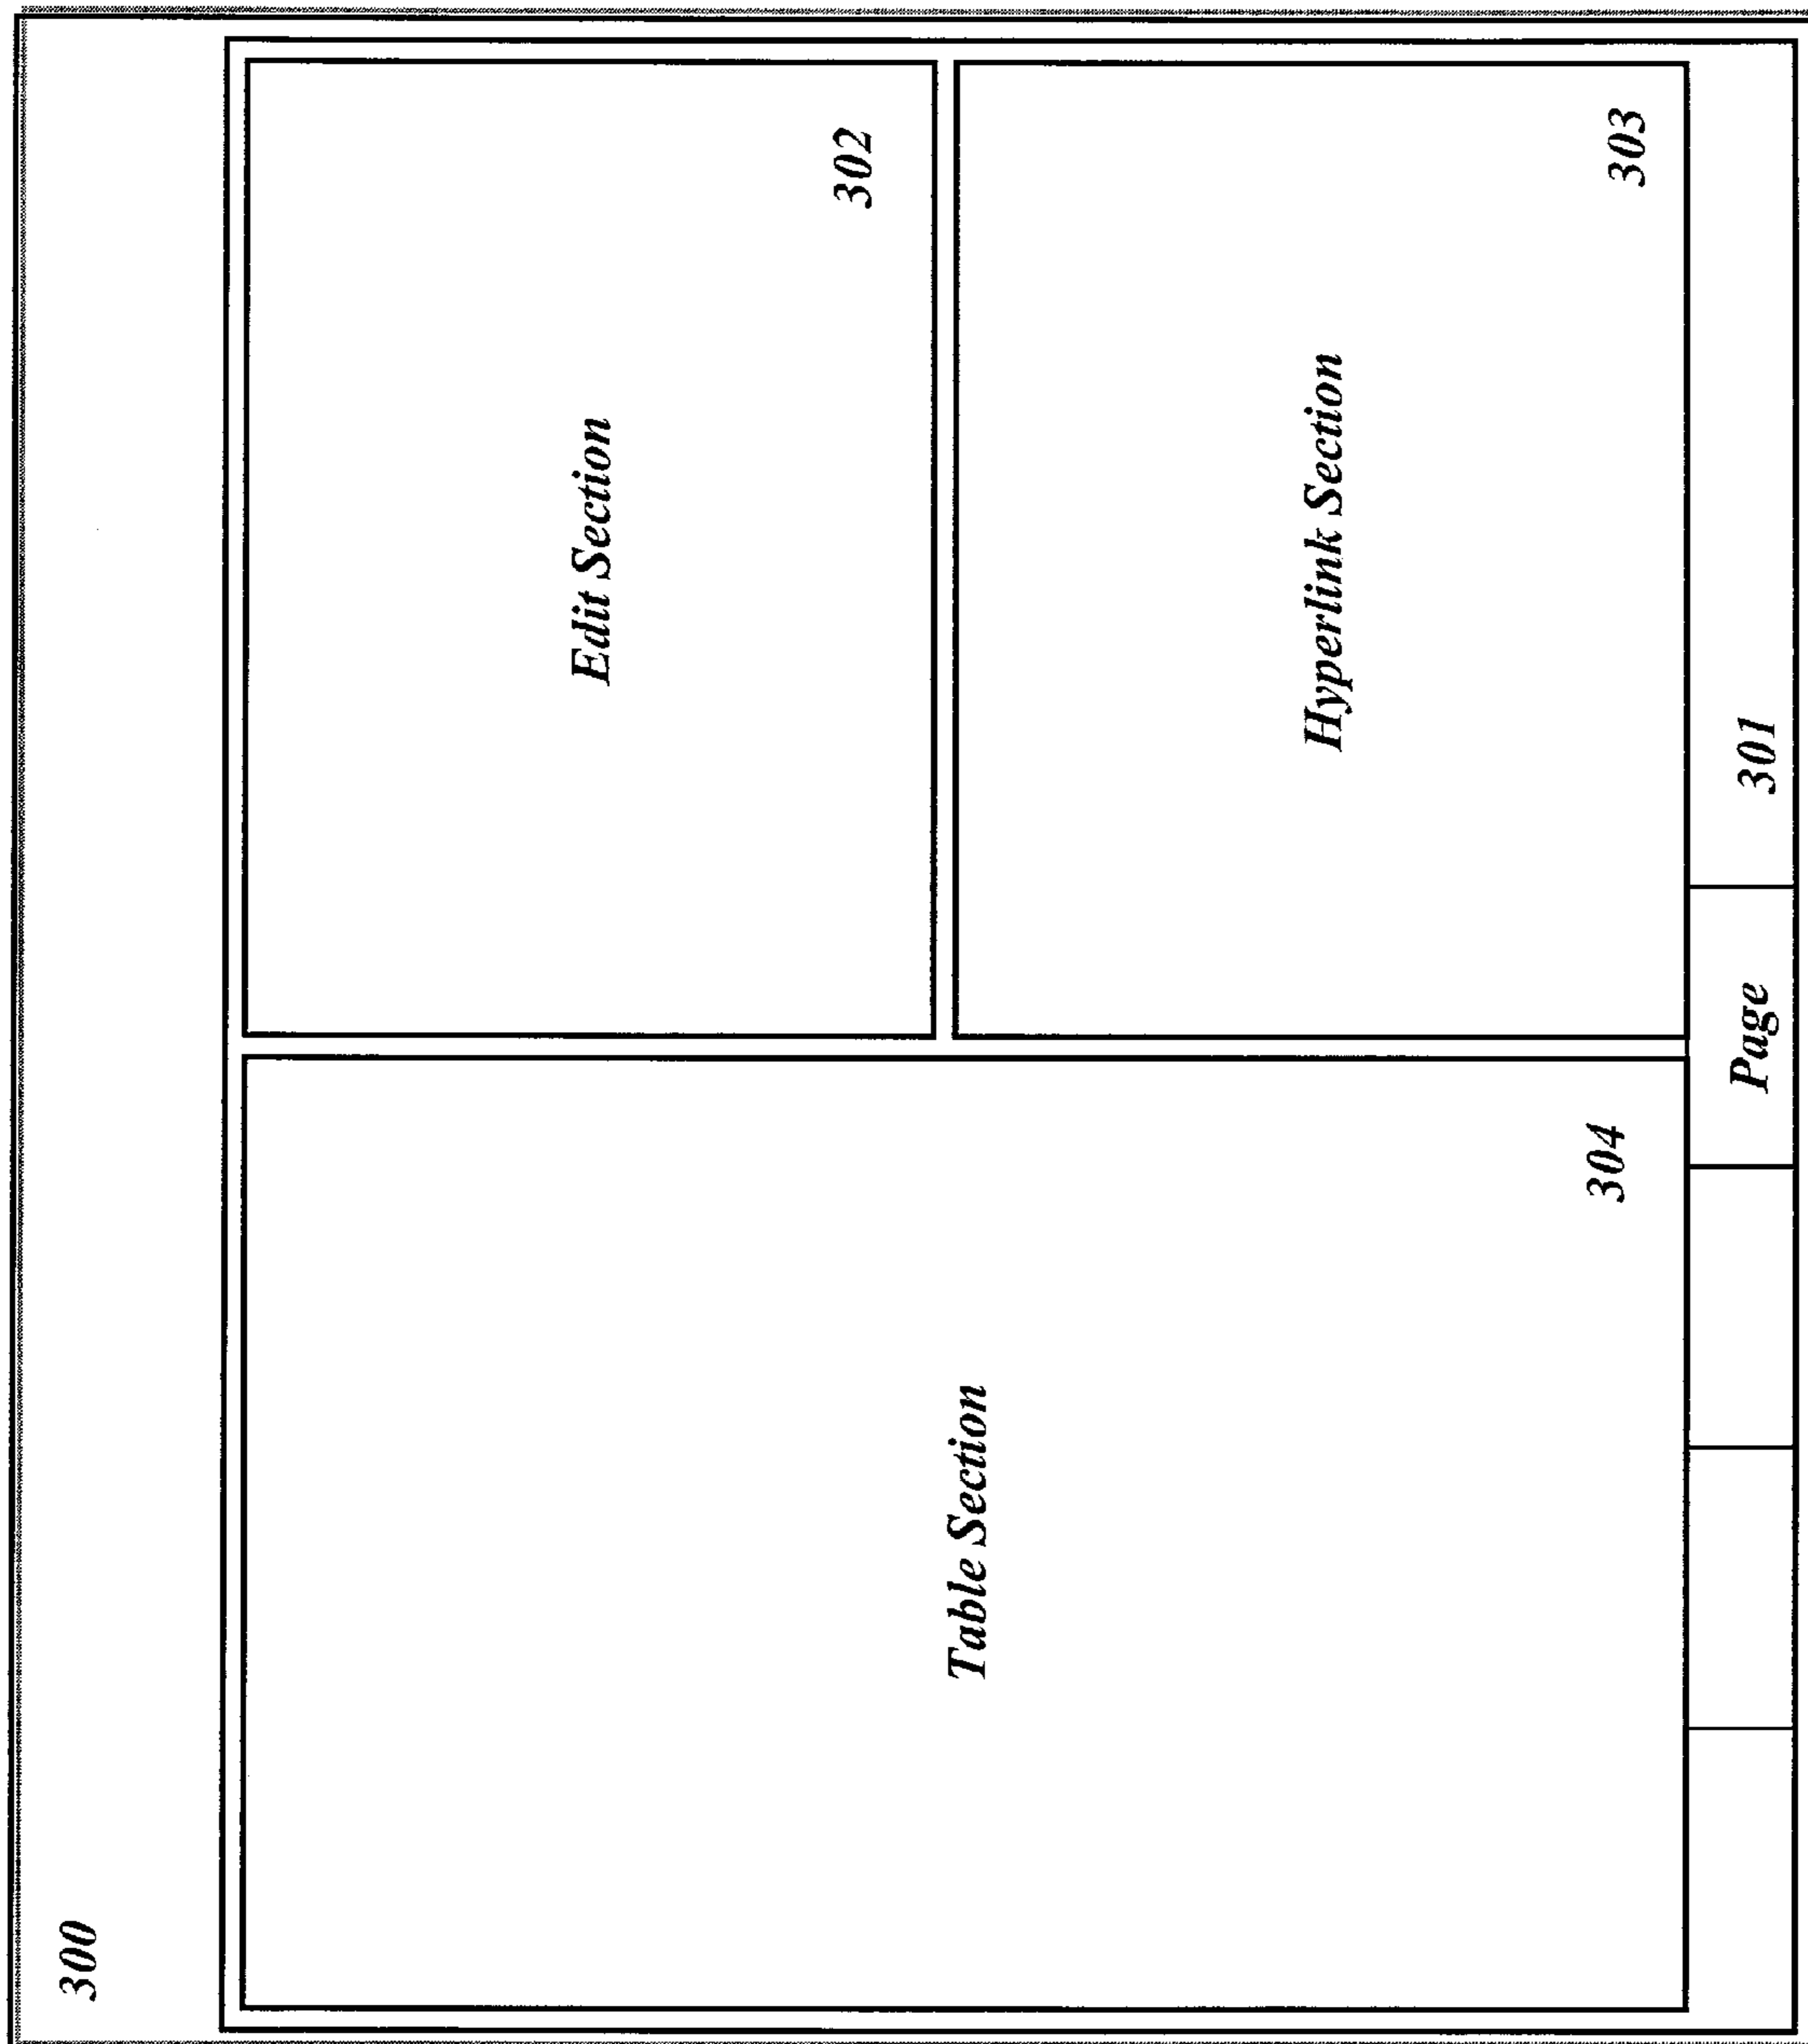 300
Table Section
304
Edit Section
302
Hyperlink Section
303
Page
301